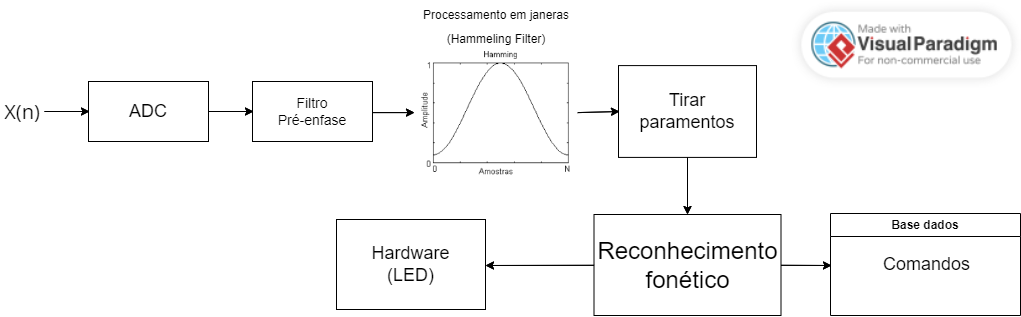 Processamento em janeras
(Hammeling Filter)
Made with
Visual Paradigm
For non-commercial use
X(n)
ADC
Filtro
Pré-enfase
Hamming
1
Amplitude
0
0
N
Amostras
Tirar
paramentos
Hardware
(LED)
Reconhecimento
fonético
Base dados
Comandos